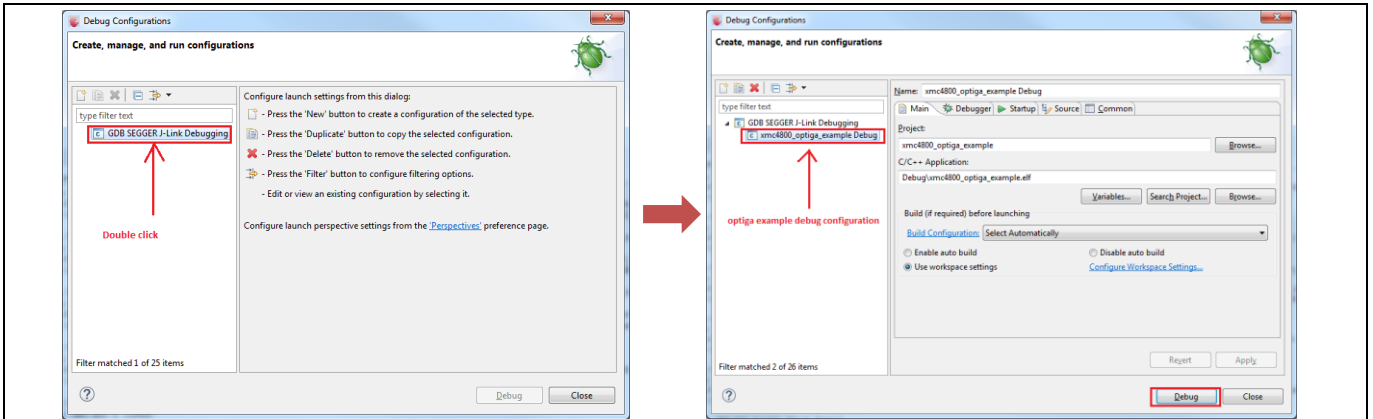 Debug Configurations
Create, manage, and run configurations
type filter text
GDB SEGGER J-Link Debugging
Double click
Filter matched 1 of 25 items
Configure launch settings from this dialog:
- Press the 'New' button to create a configuration of the selected type.
- Press the 'Duplicate' button to copy the selected configuration.
- Press the 'Delete' button to remove the selected configuration.
- Press the 'Filter' button to configure filtering options.
- Edit or view an existing configuration by selecting it.
Configure launch perspective settings from the 'Perspectives' preference page.
Debug Close
Debug Configurations
Create, manage, and run configurations
type filter text
GDB SEGGER J-Link Debugging
xmc4800_optiga_example Debug
optiga example debug configuration
Filter matched 2 of 26 items
Name: xmc4800_optiga_example Debug
Main Debugger Startup Source Common
Project:
xmc4800_optiga_example Browse...
C/C++ Application:
Debug\xmc4800_optiga_example.elf
Variables... Search Project... Browse...
Build (if required) before launching
Build Configuration: Select Automatically
Enable auto build Disable auto build
Use workspace settings Configure Workspace Settings...
Revert Apply
Debug Close